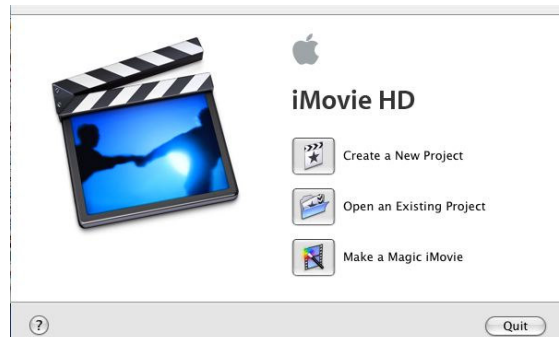 iMovie HD
Create a New Project
Open an Existing Project
Make a Magic iMovie
?
Quit